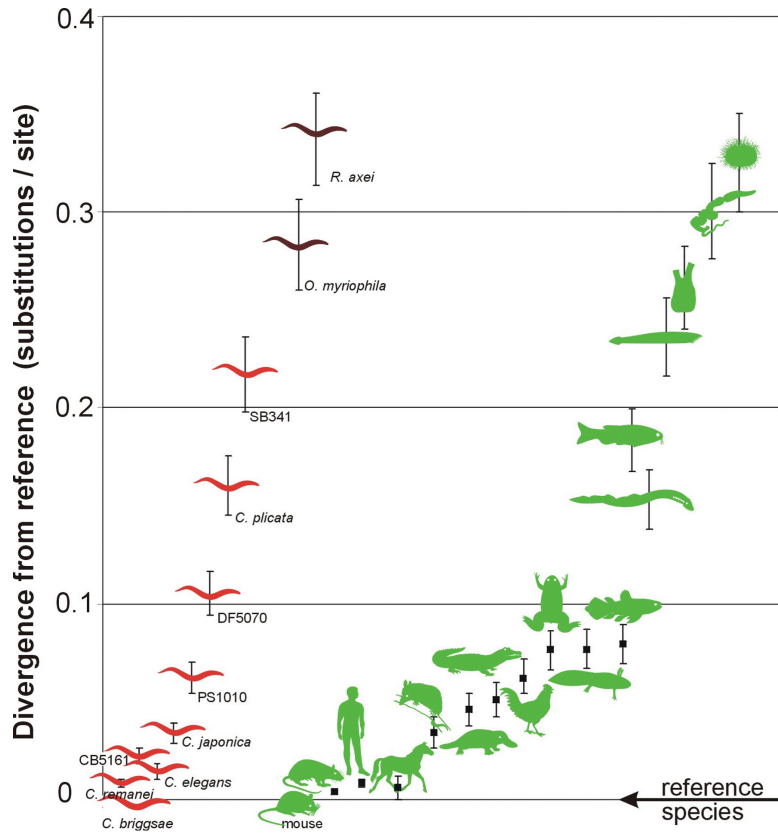 0.4
R. axei
0.3
O. myriophila
0.2
SB341
C. plicata
0.1
DF5070
PS1010
C. japonica
CB5161
C. elegans
C. remanei
0
C. briggsae
mouse
reference
species
Divergence from reference (substitutions / site)